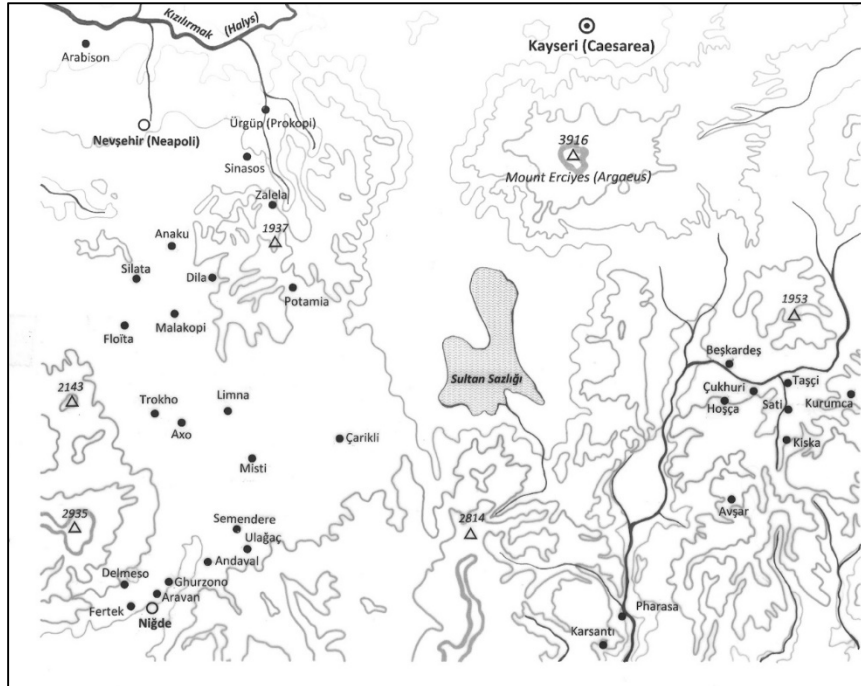 Kızılırmak (Halys)
Arabison
Kayseri (Caesarea)
Nevşehir (Neapoli)
Ürgüp (Prokopi)
3916
Mount Erciyes (Argaeus)
Sinasos
Zalela
1937
Anaku
Silata
Dila
Potamia
Malakopi
Floïta
1953
Beşkardeş
Sultan Sazlığı
Taşçi
Çukhuri
Hoşça
Sati
Kurumca
Kiska
2143
Trokho
Limna
Axo
Çarikli
Misti
2935
Semendere
2814
Avşar
Ulağaç
Andaval
Delmeso
Ghurzono
Aravan
Fertek
Niğde
Pharasa
Karsantı